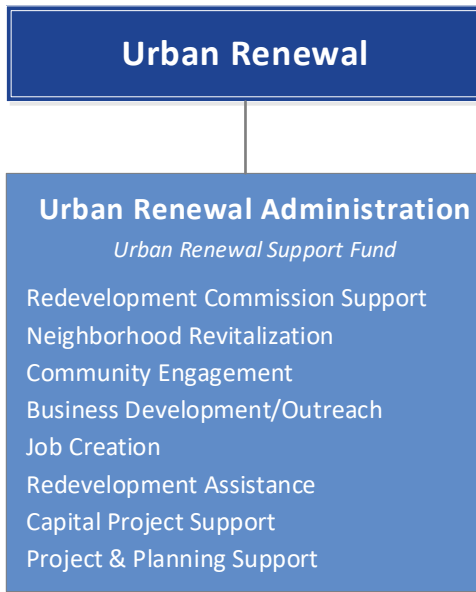 Urban Renewal
Urban Renewal Administration
Urban Renewal Support Fund
Redevelopment Commission Support
Neighborhood Revitalization
Community Engagement
Business Development/Outreach
Job Creation
Redevelopment Assistance
Capital Project Support
Project & Planning Support